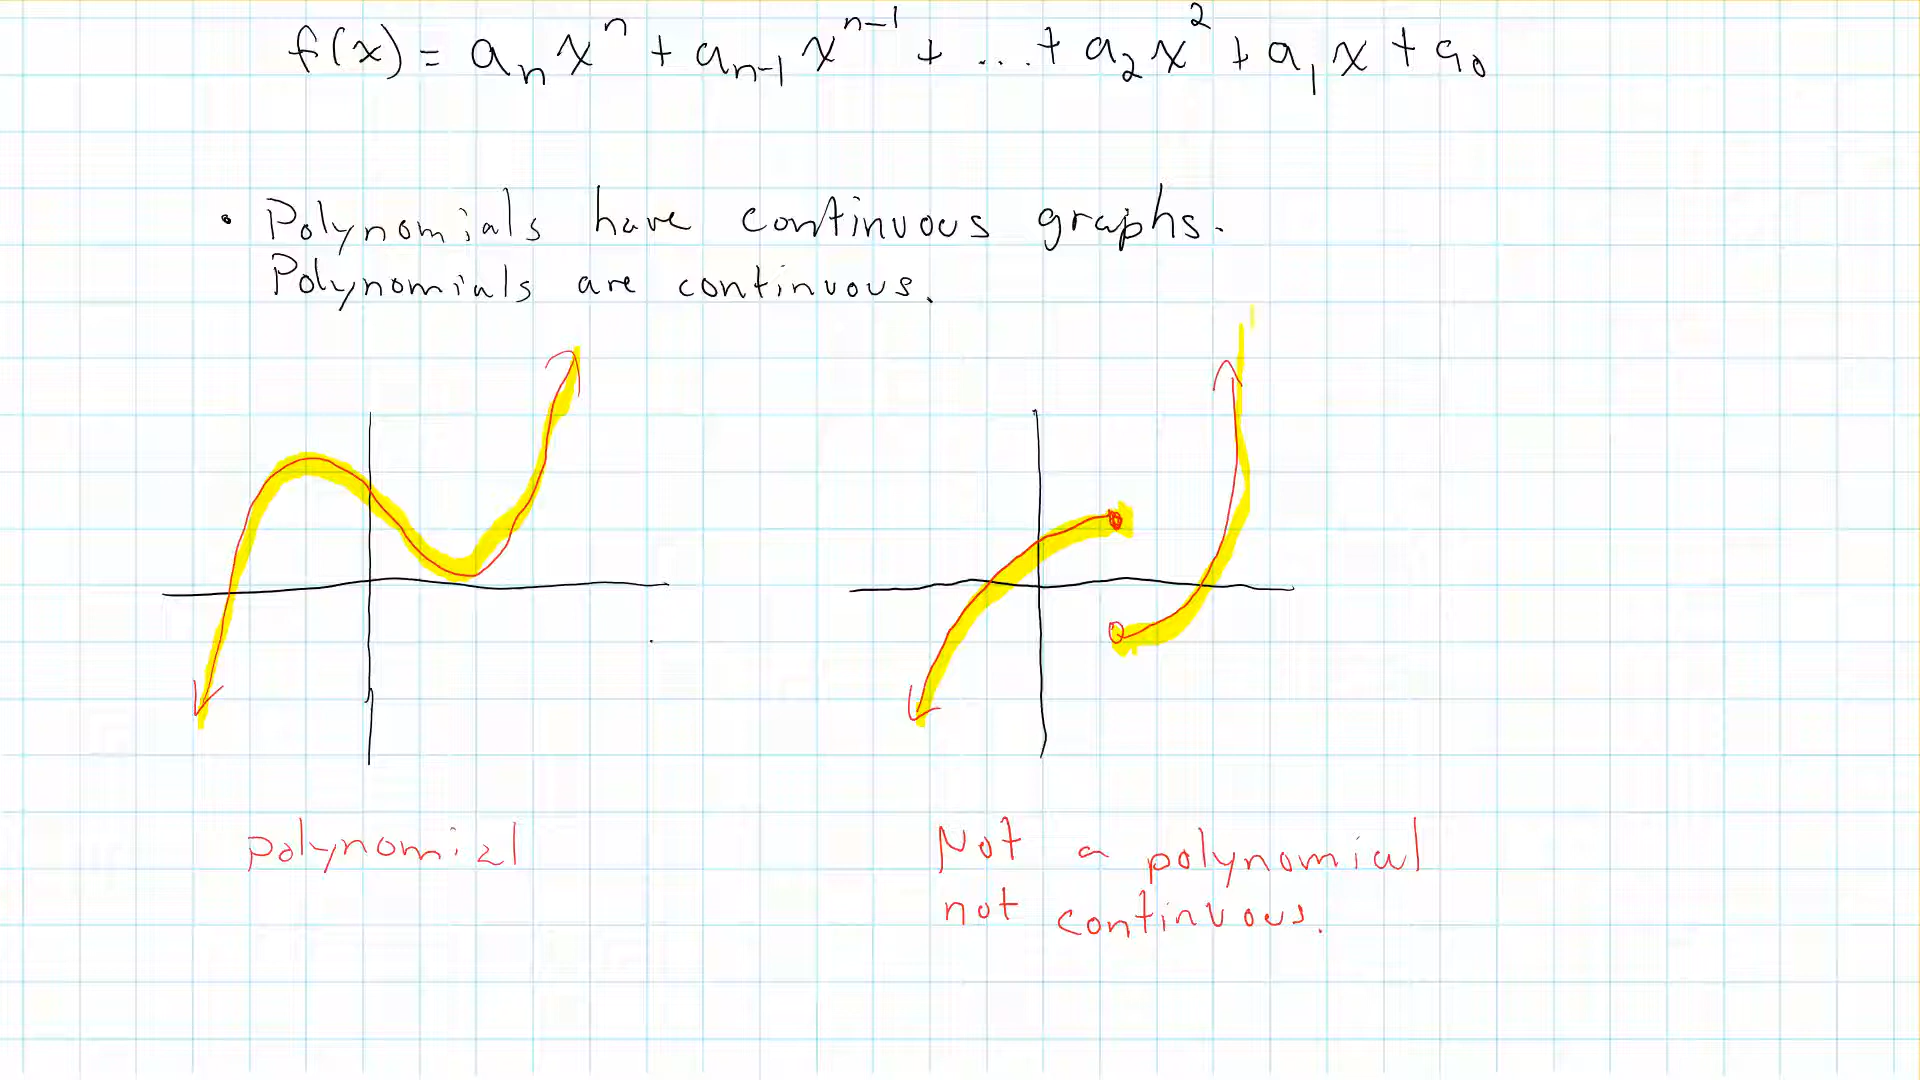 f(x) = aₙxⁿ + aₙ₋₁xⁿ⁻¹ + ... + a₂x² + a₁x + a₀
• Polynomials have continuous graphs.
Polynomials are continuous.
polynomial
Not a polynomial
not continuous.